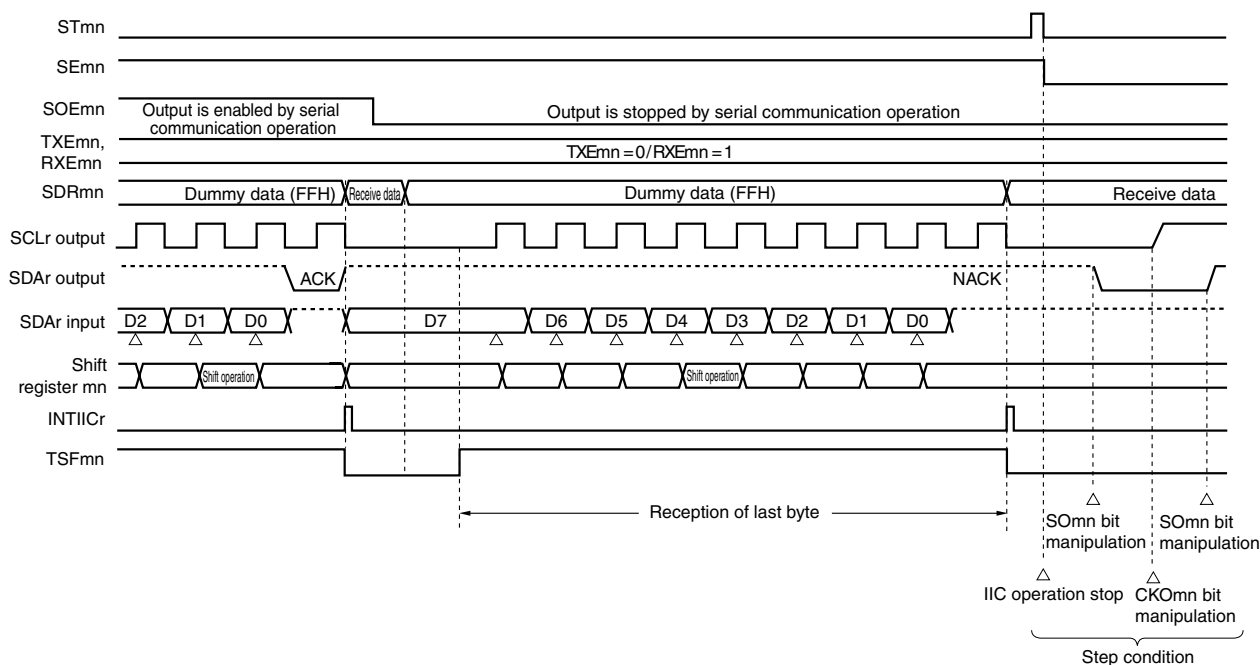 STmn
SEmn
SOEmn
Output is enabled by serial
communication operation
Output is stopped by serial communication operation
TXEmn,
RXEmn
TXEmn = 0 / RXEmn = 1
SDRmn
Dummy data (FFH)
Receive data
Dummy data (FFH)
Receive data
SCLr output
SDAr output
ACK
NACK
SDAr input
D2
D1
D0
D7
D6
D5
D4
D3
D2
D1
D0
Shift
register mn
Shift operation
Shift operation
INTIICr
TSFmn
Reception of last byte
SOmn bit
manipulation
SOmn bit
manipulation
IIC operation stop
CKOmn bit
manipulation
Step condition